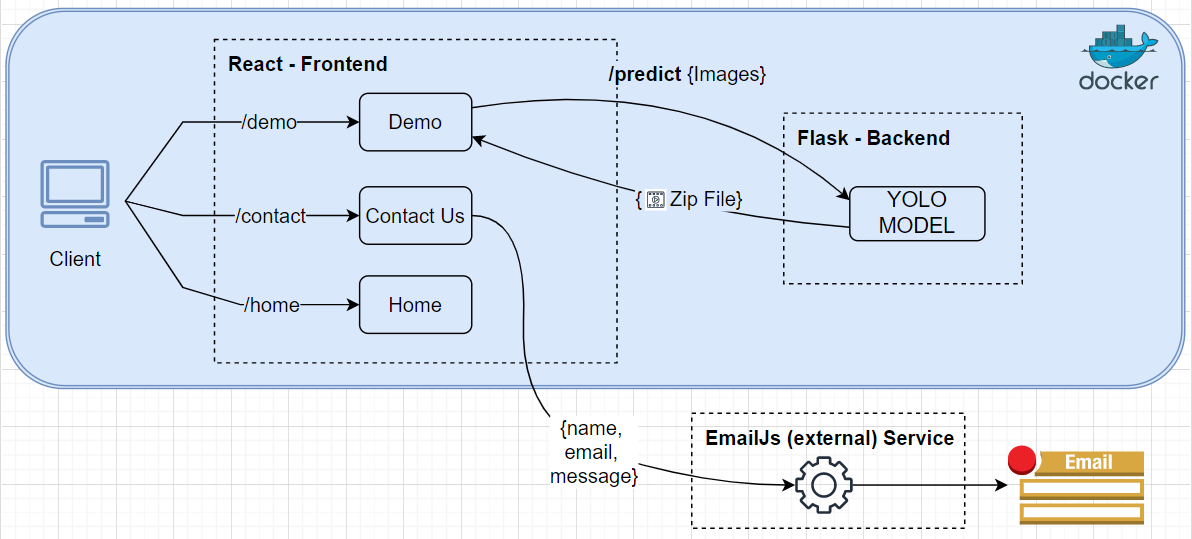 React - Frontend
docker
/predict {Images}
/demo
Demo
Flask - Backend
{ Zip File}
YOLO
MODEL
/contact
Contact Us
Client
/home
Home
{name,
email,
message}
EmailJs (external) Service
Email